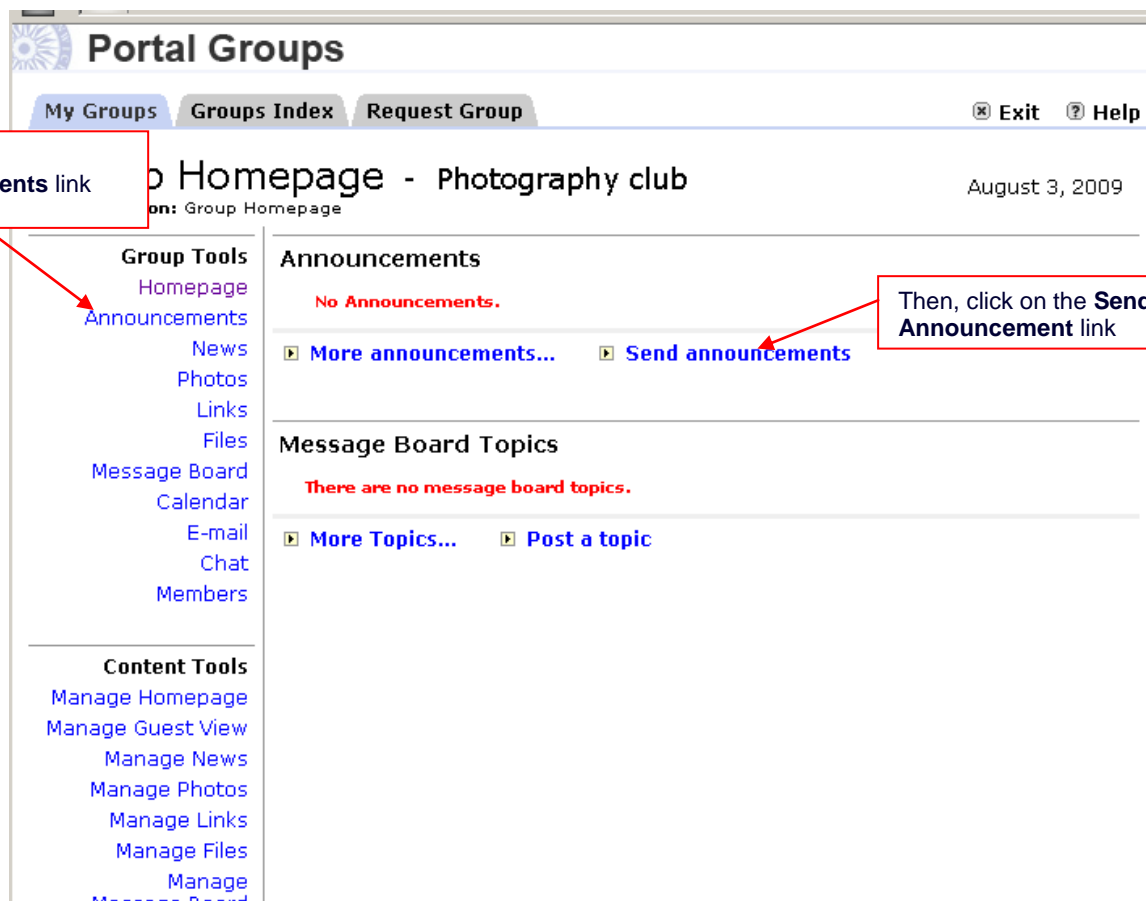 Portal Groups
My Groups Groups Index Request Group Exit Help
link
Homepage - Photography club August 3, 2009
Group Homepage
Group Tools
Homepage
Announcements
News
Photos
Links
Files
Message Board
Calendar
E-mail
Chat
Members
Content Tools
Manage Homepage
Manage Guest View
Manage News
Manage Photos
Manage Links
Manage Files
Manage
Message Board
Announcements
No Announcements.
More announcements... Send announcements
Then, click on the Send
Announcement link
Message Board Topics
There are no message board topics.
More Topics... Post a topic